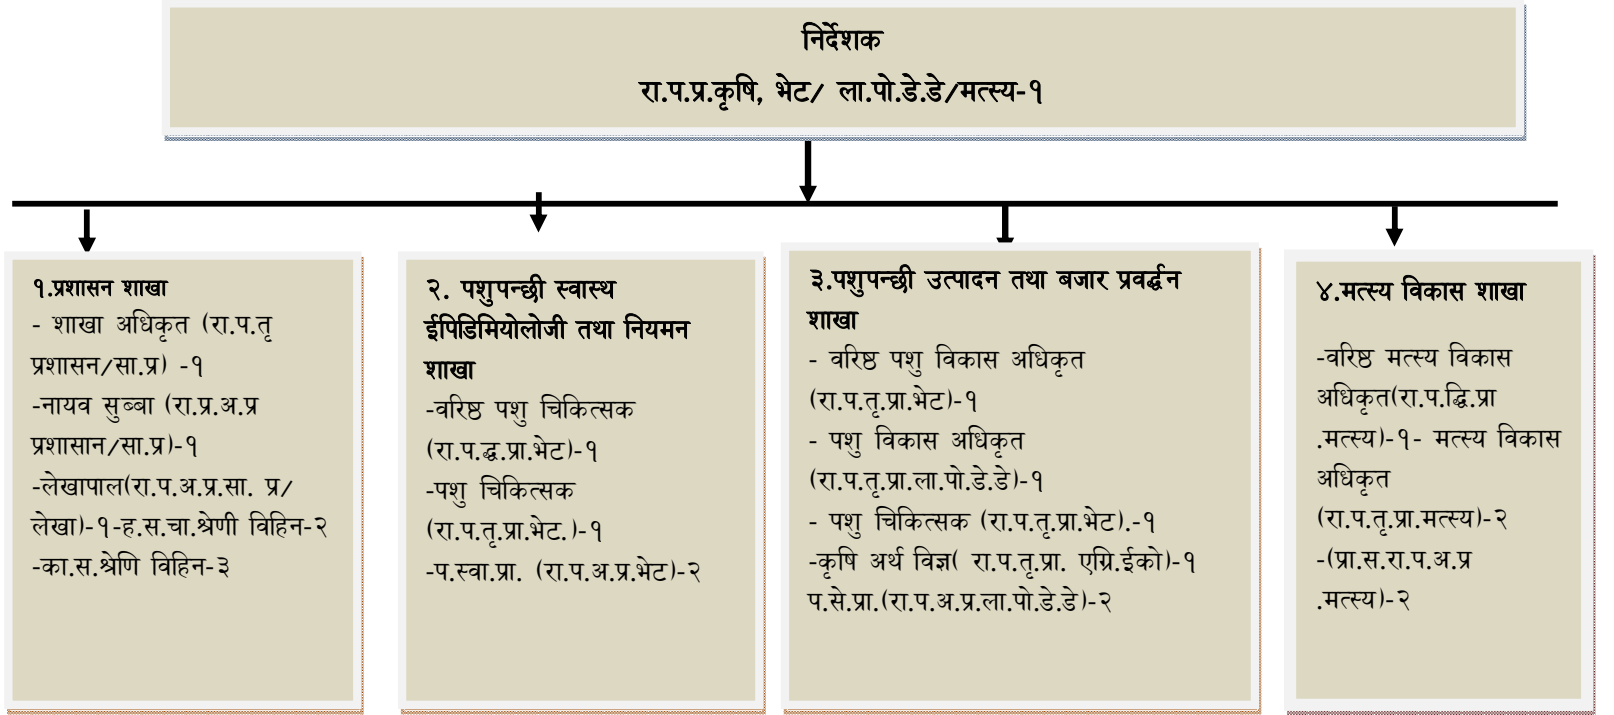 निर्देशक
रा.प.प्र.कृषि, भेट/ ला.पो.डे.डे/मत्स्य-१
१.प्रशासन शाखा
- शाखा अधिकृत (रा.प.तृ
प्रशासन/सा.प्र) -१
-नायव सुब्बा (रा.प्र.अ.प्र
प्रशासान/सा.प्र)-१
-लेखापाल(रा.प.अ.प्र.सा. प्र/
लेखा)-१-ह.स.चा.श्रेणी विहिन-२
-का.स.श्रेणि विहिन-३
२. पशुपन्छी स्वास्थ
ईपिडिमियोलोजी तथा नियमन
शाखा
-वरिष्ठ पशु चिकित्सक
(रा.प.द्ध.प्रा.भेट)-१
-पशु चिकित्सक
(रा.प.तृ.प्रा.भेट.)-१
-प.स्वा.प्रा. (रा.प.अ.प्र.भेट)-२
३.पशुपन्छी उत्पादन तथा बजार प्रवर्द्धन
शाखा
- वरिष्ठ पशु विकास अधिकृत
(रा.प.तृ.प्रा.भेट)-१
- पशु विकास अधिकृत
(रा.प.तृ.प्रा.ला.पो.डे.डे)-१
- पशु चिकित्सक (रा.प.तृ.प्रा.भेट).-१
-कृषि अर्थ विज्ञ( रा.प.तृ.प्रा. एग्रि.ईको)-१
प.से.प्रा.(रा.प.अ.प्र.ला.पो.डे.डे)-२
४.मत्स्य विकास शाखा
-वरिष्ठ मत्स्य विकास
अधिकृत(रा.प.द्धि.प्रा
.मत्स्य)-१- मत्स्य विकास
अधिकृत
(रा.प.तृ.प्रा.मत्स्य)-२
-(प्रा.स.रा.प.अ.प्र
.मत्स्य)-२